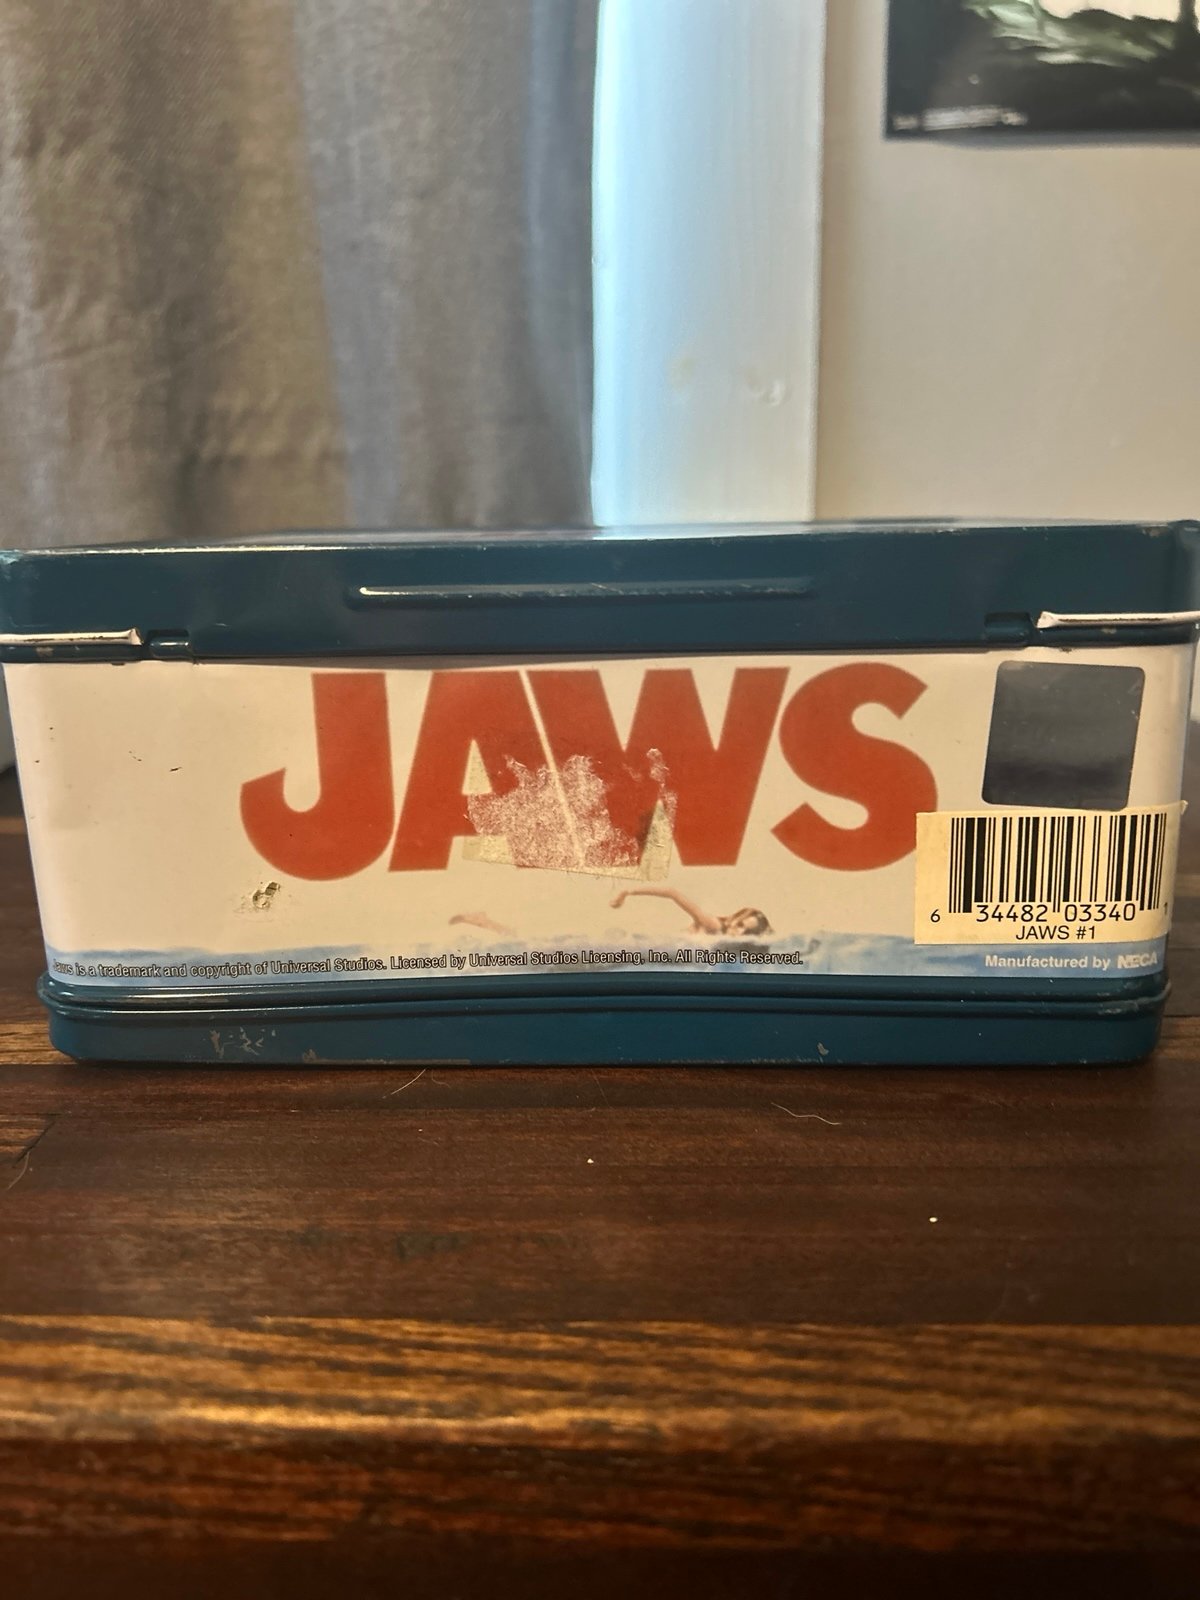 JAWS
6 34482 03340 1
JAWS #1
Jaws is a trademark and copyright of Universal Studios. Licensed by Universal Studios Licensing, Inc. All Rights Reserved.
Manufactured by NECA